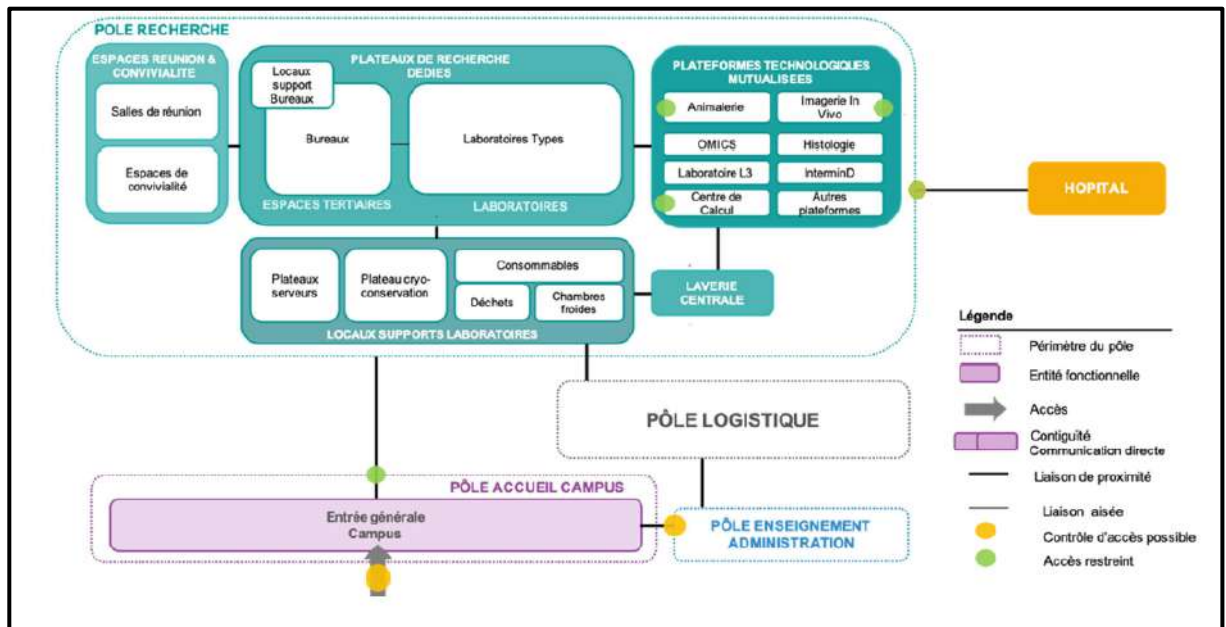 POLE RECHERCHE
ESPACES REUNION &
CONVIVIALITE
Salles de réunion
Espaces de
convivialité
PLATEAUX DE RECHERCHE
DEDIES
Locaux
support
Bureaux
Bureaux
Laboratoires Types
ESPACES TERTIAIRES
LABORATOIRES
PLATEFORMES TECHNOLOGIQUES
MUTUALISEES
Animalerie
Imagerie In
Vivo
OMICS
Histologie
Laboratoire L3
InterminD
Centre de
Calcul
Autres
plateformes
HOPITAL
Plateaux
serveurs
Plateau cryo-
conservation
Consommables
Déchets
Chambres
froides
LOCAUX SUPPORTS LABORATOIRES
LAVERIE
CENTRALE
PÔLE LOGISTIQUE
PÔLE ACCUEIL CAMPUS
Entrée générale
Campus
PÔLE ENSEIGNEMENT
ADMINISTRATION
Légende
Périmètre du pôle
Entité fonctionnelle
Accès
Contiguïté
Communication directe
Liaison de proximité
Liaison aisée
Contrôle d'accès possible
Accès restreint